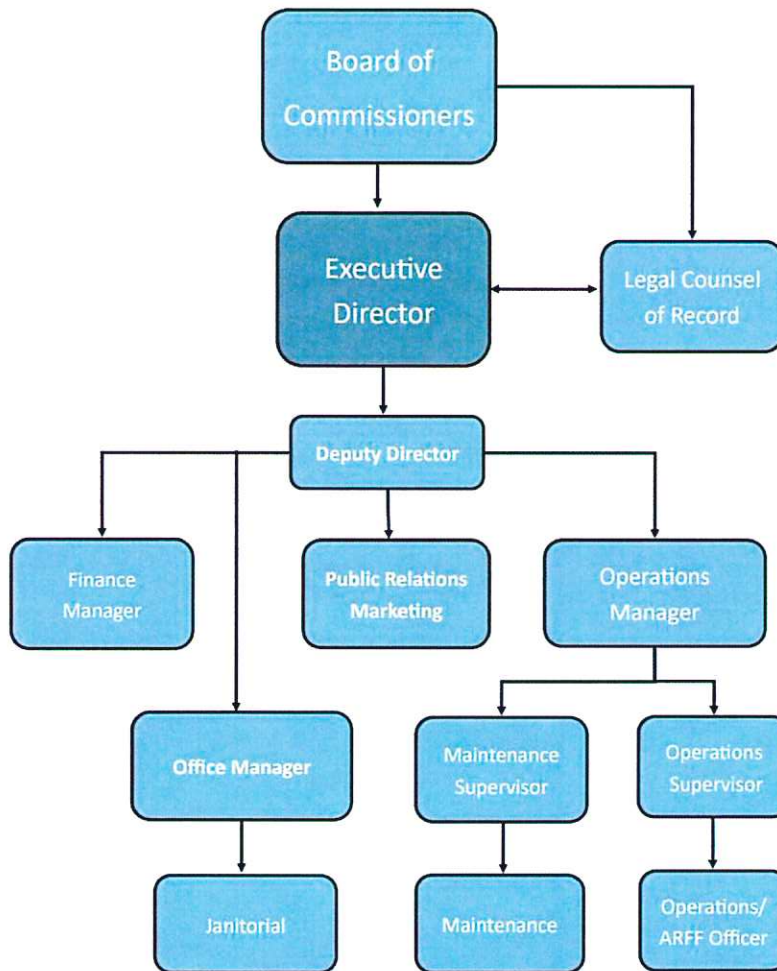 Board of
Commissioners
Executive
Director
Legal Counsel
of Record
Deputy Director
Finance
Manager
Public Relations
Marketing
Operations
Manager
Office Manager
Maintenance
Supervisor
Operations
Supervisor
Janitorial
Maintenance
Operations/
ARFF Officer